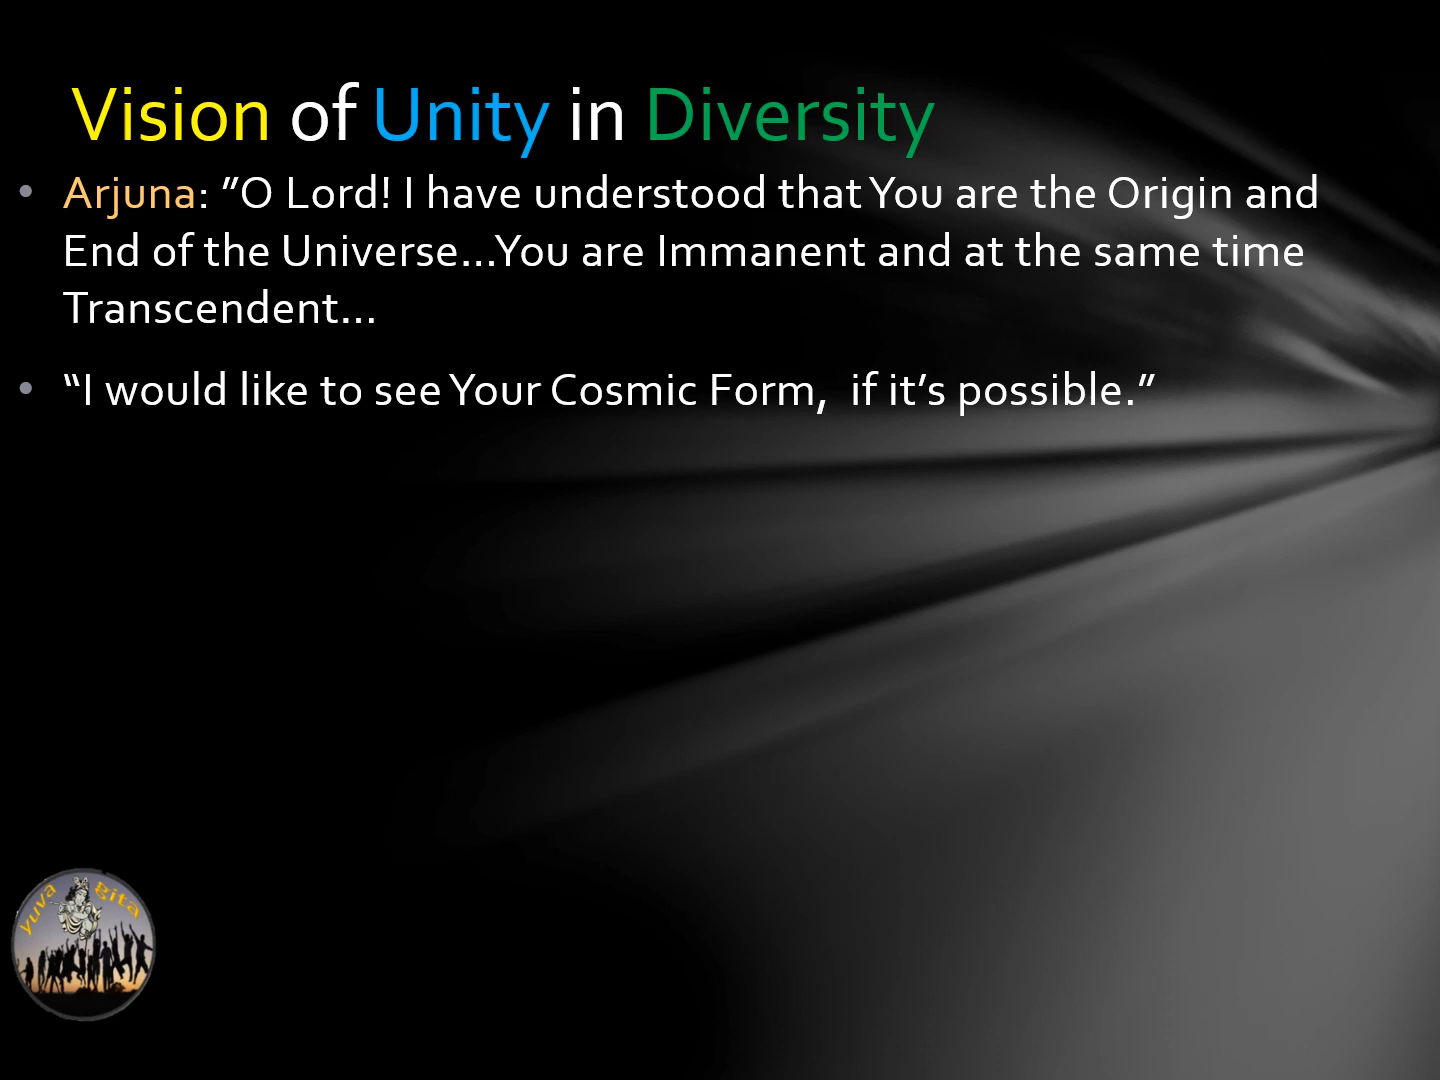 Vision of Unity in Diversity
• Arjuna: ”O Lord! I have understood that You are the Origin and
End of the Universe…You are Immanent and at the same time
Transcendent…
• “I would like to see Your Cosmic Form,  if it’s possible.”
yuva gita